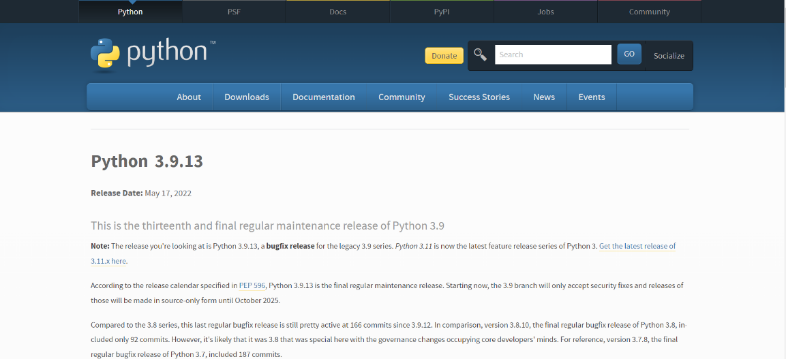 Python PSF Docs PyPI Jobs Community
python™ Donate Search GO Socialize
About Downloads Documentation Community Success Stories News Events
Python 3.9.13
Release Date: May 17, 2022
This is the thirteenth and final regular maintenance release of Python 3.9
Note: The release you're looking at is Python 3.9.13, a bugfix release for the legacy 3.9 series. Python 3.11 is now the latest feature release series of Python 3. Get the latest release of
3.11.x here.
According to the release calendar specified in PEP 596, Python 3.9.13 is the final regular maintenance release. Starting now, the 3.9 branch will only accept security fixes and releases of
those will be made in source-only form until October 2025.
Compared to the 3.8 series, this last regular bugfix release is still pretty active at 166 commits since 3.9.12. In comparison, version 3.8.10, the final regular bugfix release of Python 3.8, in-
cluded only 92 commits. However, it's likely that it was 3.8 that was special here with the governance changes occupying core developers' minds. For reference, version 3.7.8, the final
regular bugfix release of Python 3.7, included 187 commits.